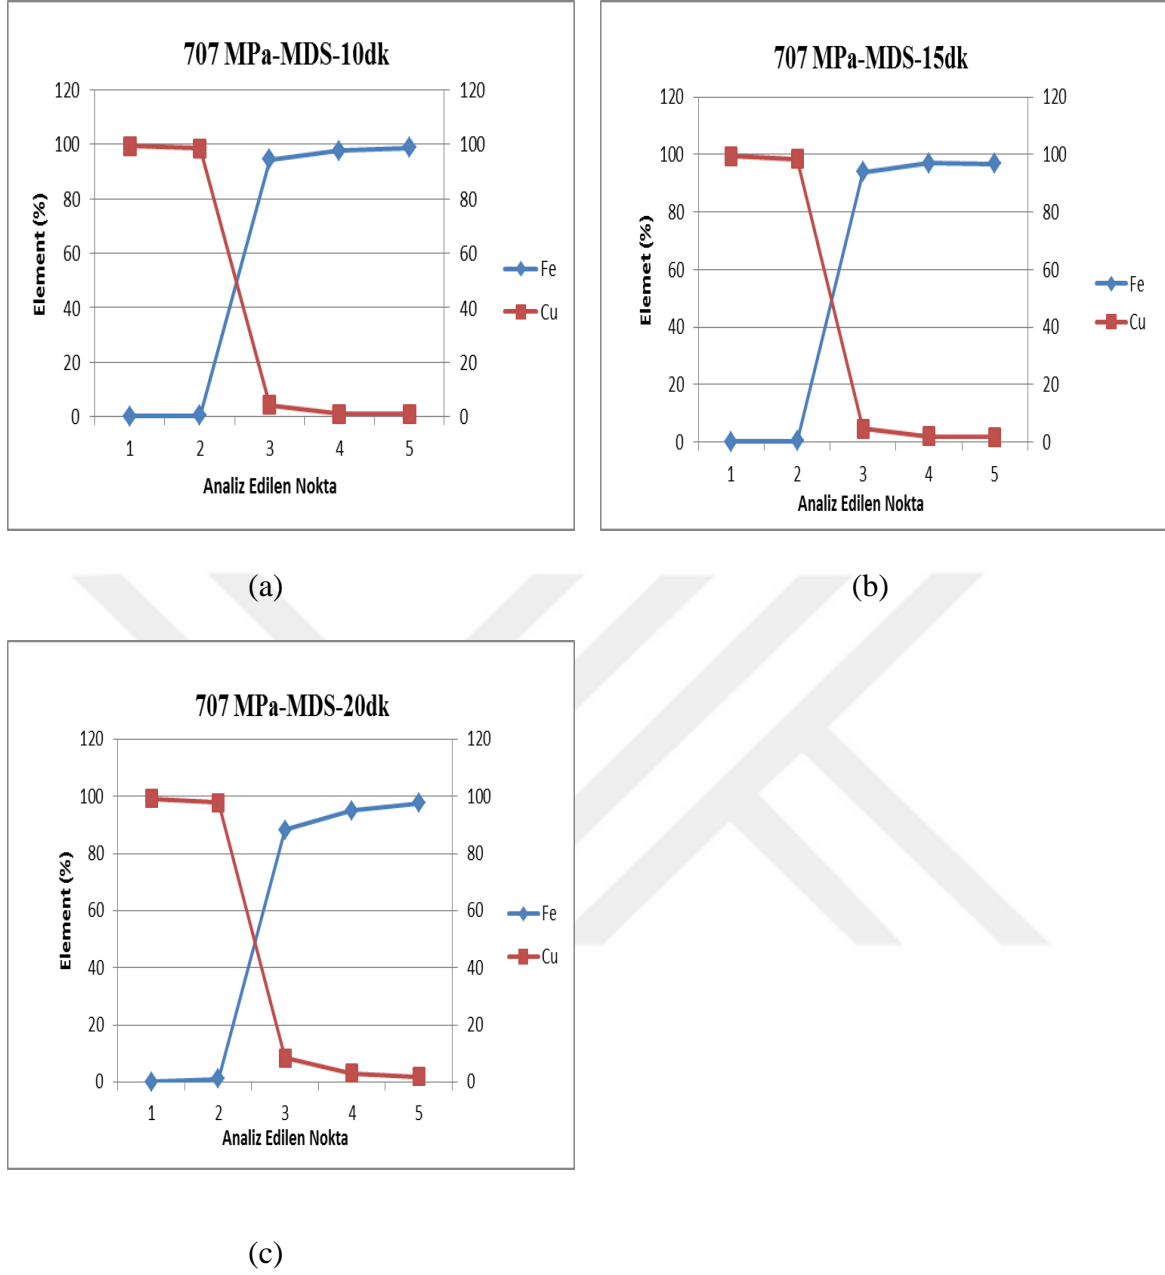 707 MPa-MDS-10dk
120 120
100 100
80 80
60 60
40 40
20 20
0 0
1 2 3 4 5
Element (%)
Analiz Edilen Nokta
Fe
Cu
(a)
707 MPa-MDS-15dk
120 120
100 100
80 80
60 60
40 40
20 20
0 0
1 2 3 4 5
Elemet (%)
Analiz Edilen Nokta
Fe
Cu
(b)
707 MPa-MDS-20dk
120 120
100 100
80 80
60 60
40 40
20 20
0 0
1 2 3 4 5
Element (%)
Analiz Edilen Nokta
Fe
Cu
(c)